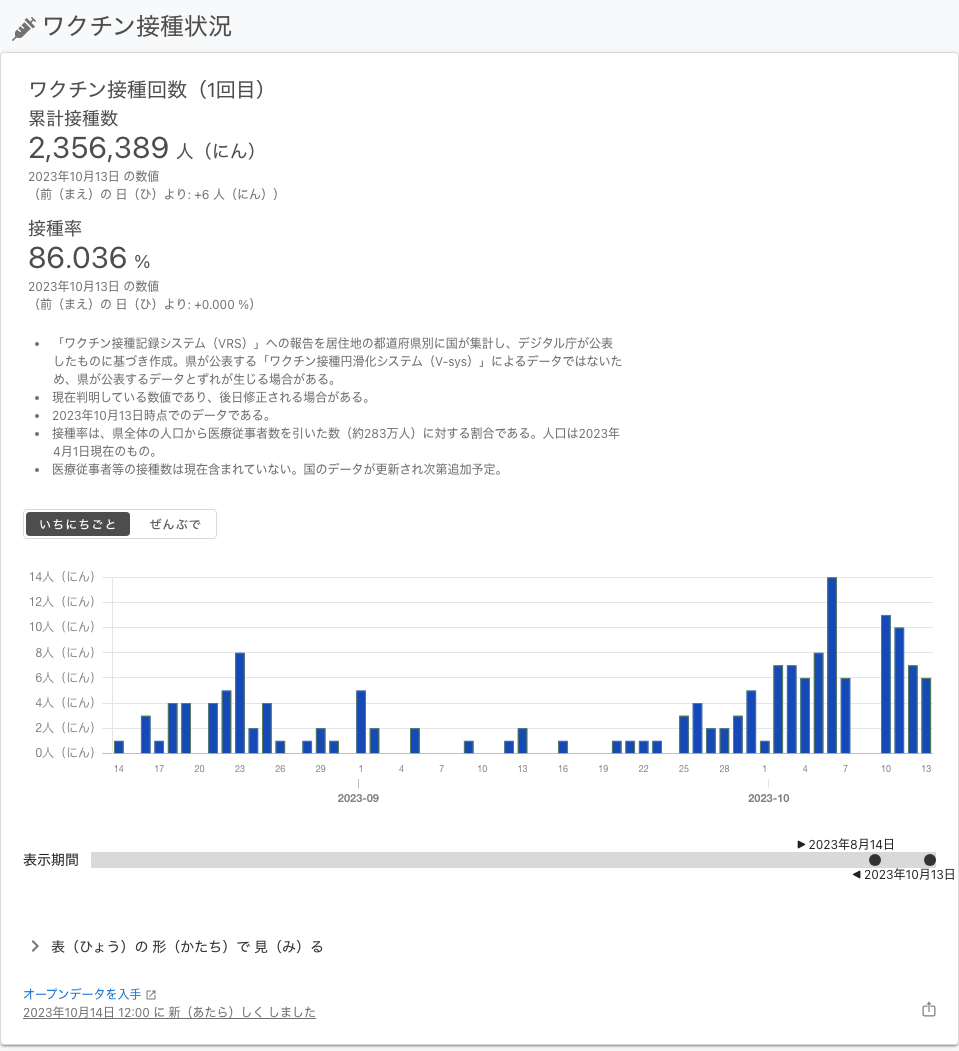 ワクチン接種状況
ワクチン接種回数（1回目）
累計接種数
2,356,389 人（にん）
2023年10月13日 の数値
（前（まえ）の 日（ひ）より: +6 人（にん））
接種率
86.036 %
2023年10月13日 の数値
（前（まえ）の 日（ひ）より: +0.000 %）
• 「ワクチン接種記録システム（VRS）」への報告を居住地の都道府県別に国が集計し、デジタル庁が公表
したものに基づき作成。県が公表する「ワクチン接種円滑化システム（V-sys）」によるデータではないた
め、県が公表するデータとずれが生じる場合がある。
• 現在判明している数値であり、後日修正される場合がある。
• 2023年10月13日時点でのデータである。
• 接種率は、県全体の人口から医療従事者数を引いた数（約283万人）に対する割合である。人口は2023年
4月1日現在のもの。
• 医療従事者等の接種数は現在含まれていない。国のデータが更新され次第追加予定。
いちにちごと ぜんぶで
14人（にん）
12人（にん）
10人（にん）
8人（にん）
6人（にん）
4人（にん）
2人（にん）
0人（にん）
14 17 20 23 26 29 1 4 7 10 13 16 19 22 25 28 1 4 7 10 13
2023-09 2023-10
2023年8月14日
表示期間
2023年10月13日
表（ひょう）の 形（かたち）で 見（み）る
オープンデータを入手
2023年10月14日 12:00 に 新（あたら）しく しました